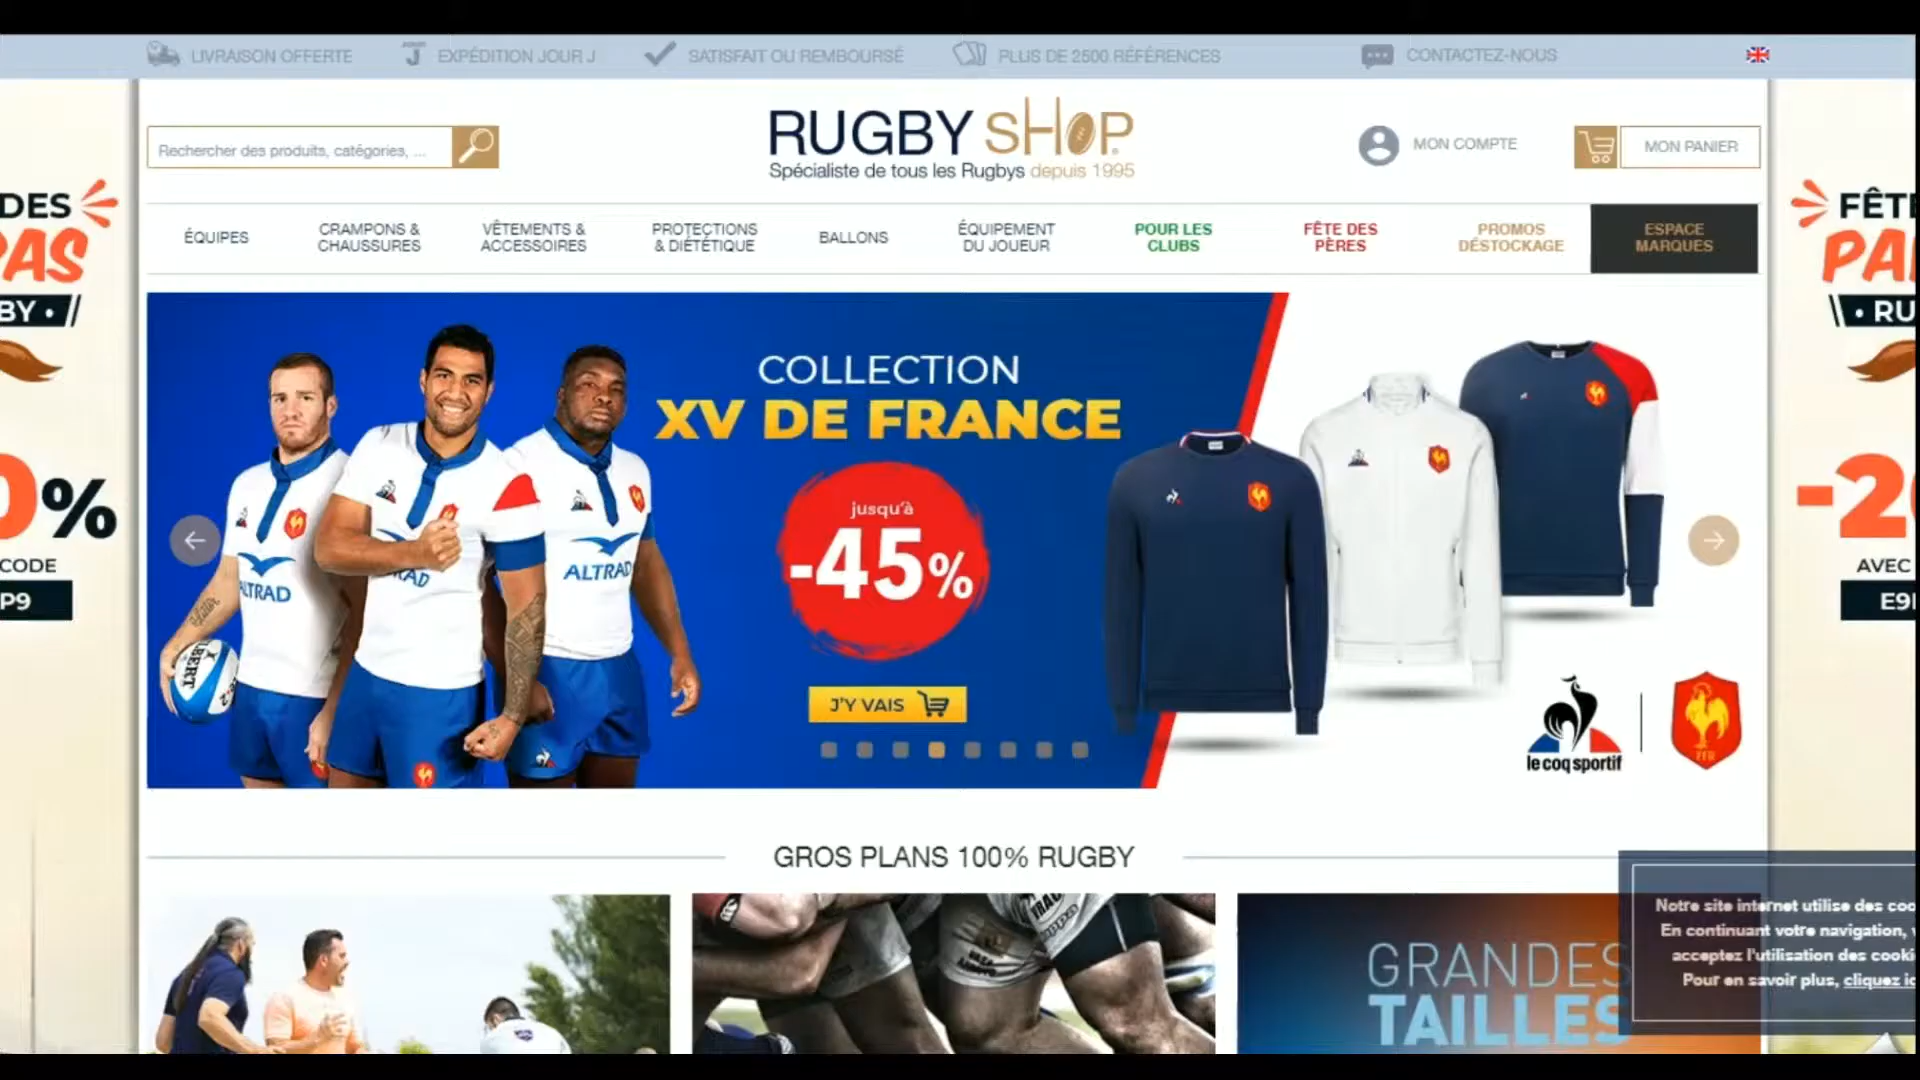 LIVRAISON OFFERTE
EXPÉDITION JOUR J
SATISFAIT OU REMBOURSÉ
PLUS DE 2500 RÉFÉRENCES
CONTACTEZ-NOUS
Rechercher des produits, catégories, ...
RUGBY SHOP
Spécialiste de tous les Rugbys depuis 1995
MON COMPTE
MON PANIER
ÉQUIPES
CRAMPONS &
CHAUSSURES
VÊTEMENTS &
ACCESSOIRES
PROTECTIONS
& DIÉTÉTIQUE
BALLONS
ÉQUIPEMENT
DU JOUEUR
POUR LES
CLUBS
FÊTE DES
PÈRES
PROMOS
DÉSTOCKAGE
ESPACE
MARQUES
DES
PAS
BY •
0%
CODE
P9
COLLECTION
XV DE FRANCE
jusqu'à
-45%
J'Y VAIS
ALTRAD
RAD
ALTRAD
BERT
le coq sportif
FFR
FÊTE
PA
• RU
-2
AVEC
E9
GROS PLANS 100% RUGBY
GRANDES
TAILLES
Notre site internet utilise des coo
En continuant votre navigation, v
acceptez l'utilisation des cooki
Pour en savoir plus, cliquez ic